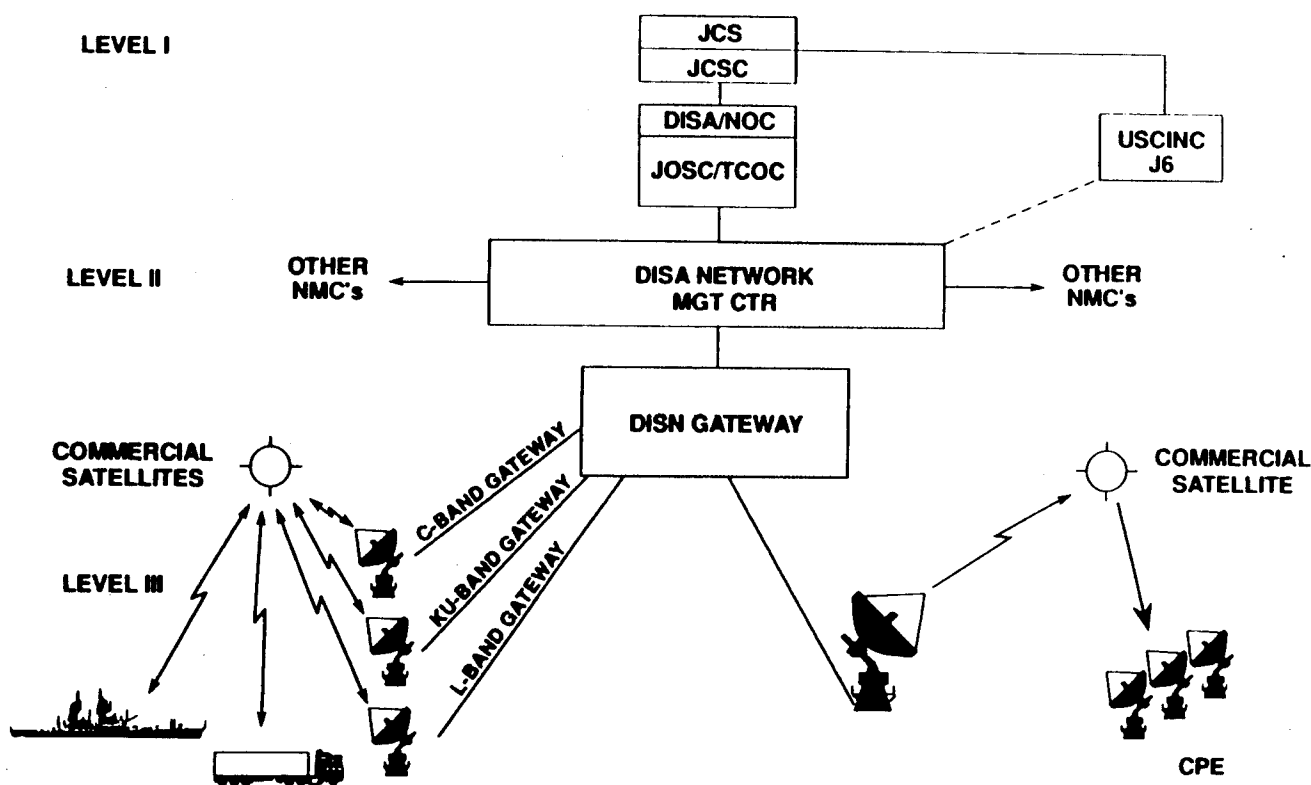 LEVEL I
JCS
JCSC
DISA/NOC
JOSC/TCOC
USCINC
J6
LEVEL II
OTHER
NMC's
DISA NETWORK
MGT CTR
OTHER
NMC's
DISN GATEWAY
COMMERCIAL
SATELLITES
C-BAND GATEWAY
KU-BAND GATEWAY
L-BAND GATEWAY
COMMERCIAL
SATELLITE
LEVEL III
CPE